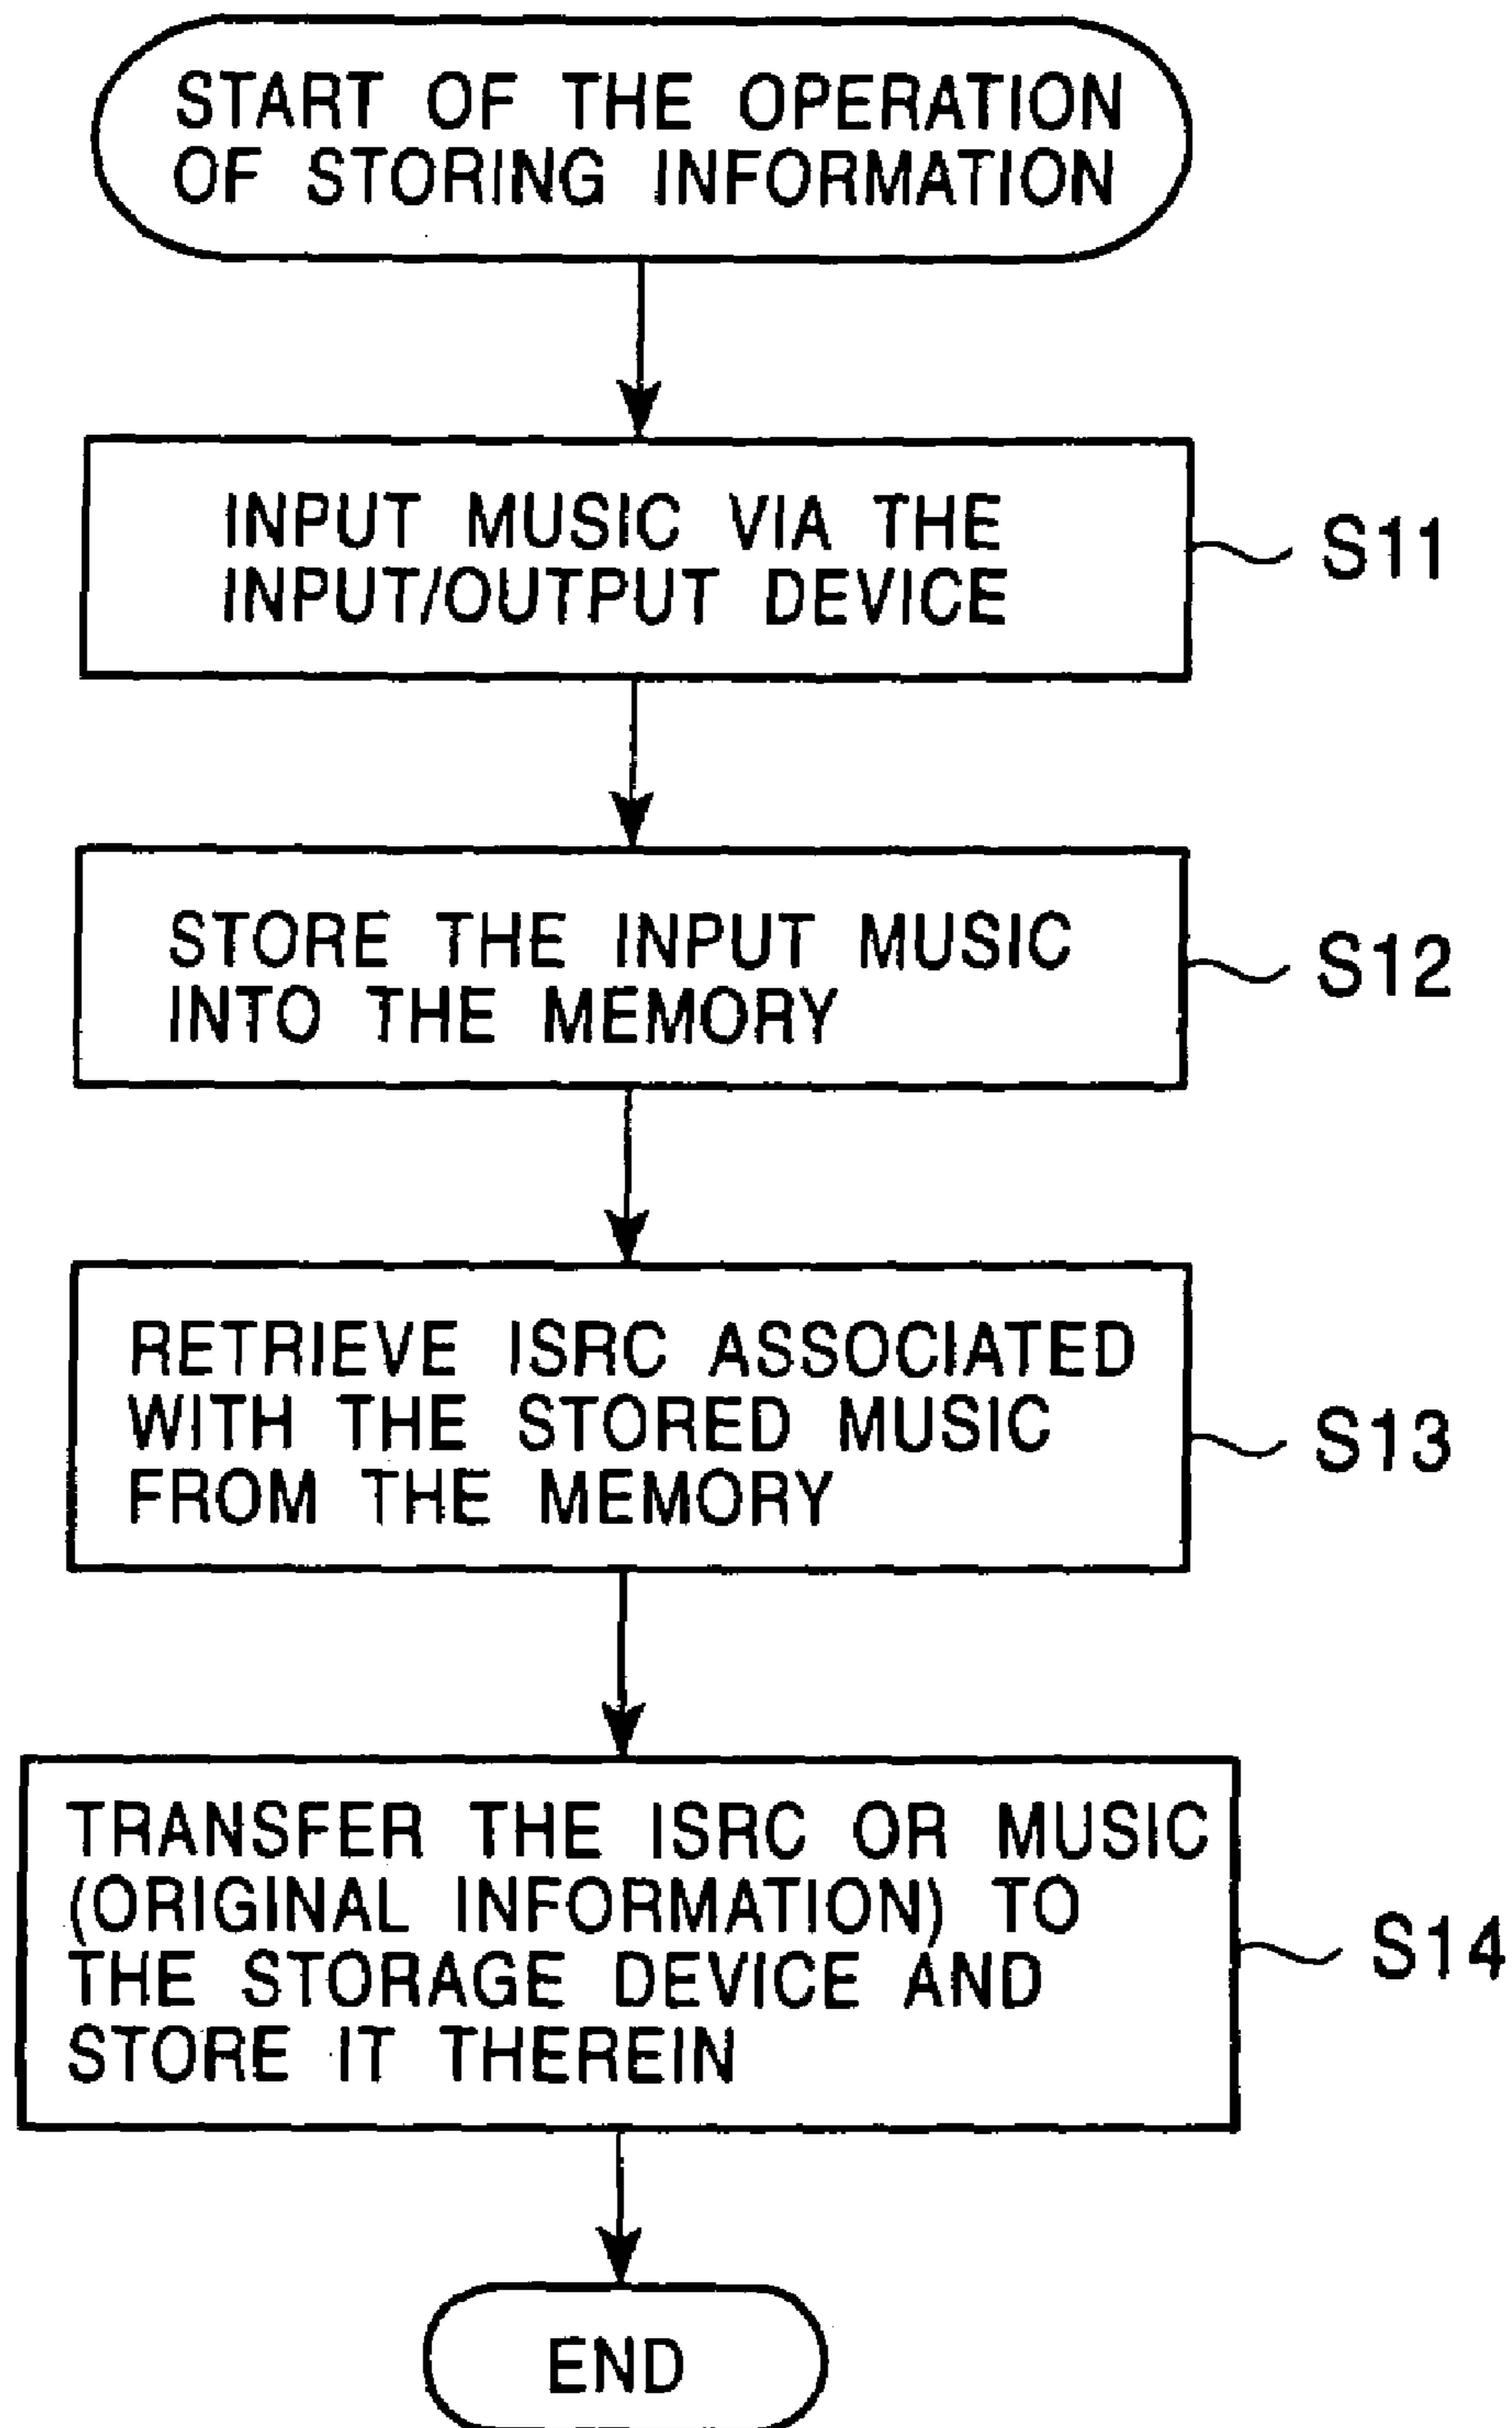 START OF THE OPERATION
OF STORING INFORMATION
INPUT MUSIC VIA THE
INPUT/OUTPUT DEVICE
S11
STORE THE INPUT MUSIC
INTO THE MEMORY
S12
RETRIEVE ISRC ASSOCIATED
WITH THE STORED MUSIC
FROM THE MEMORY
S13
TRANSFER THE ISRC OR MUSIC
(ORIGINAL INFORMATION) TO
THE STORAGE DEVICE AND
STORE IT THEREIN
S14
END